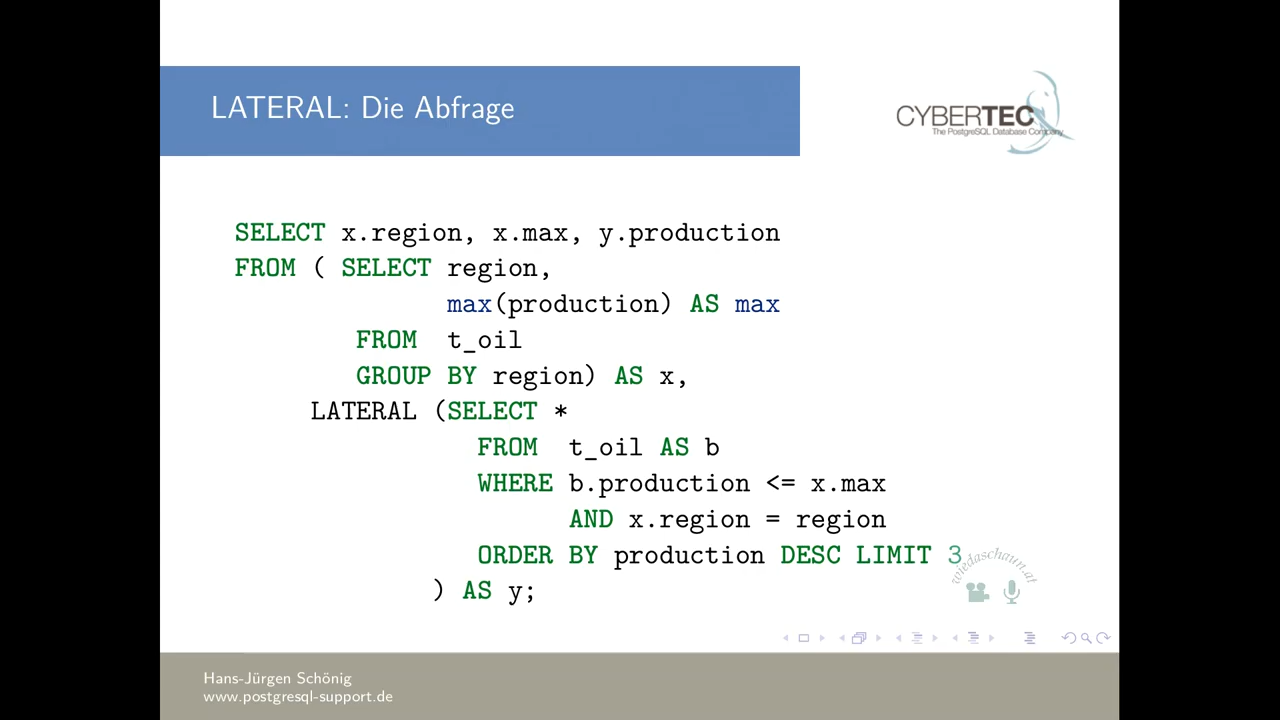 LATERAL: Die Abfrage
CYBERTEC
The PostgreSQL Database Company
SELECT x.region, x.max, y.production
FROM ( SELECT region,
max(production) AS max
FROM t_oil
GROUP BY region) AS x,
LATERAL (SELECT *
FROM t_oil AS b
WHERE b.production <= x.max
AND x.region = region
ORDER BY production DESC LIMIT 3
) AS y;
wiedaschaun.at
Hans-Jürgen Schönig
www.postgresql-support.de